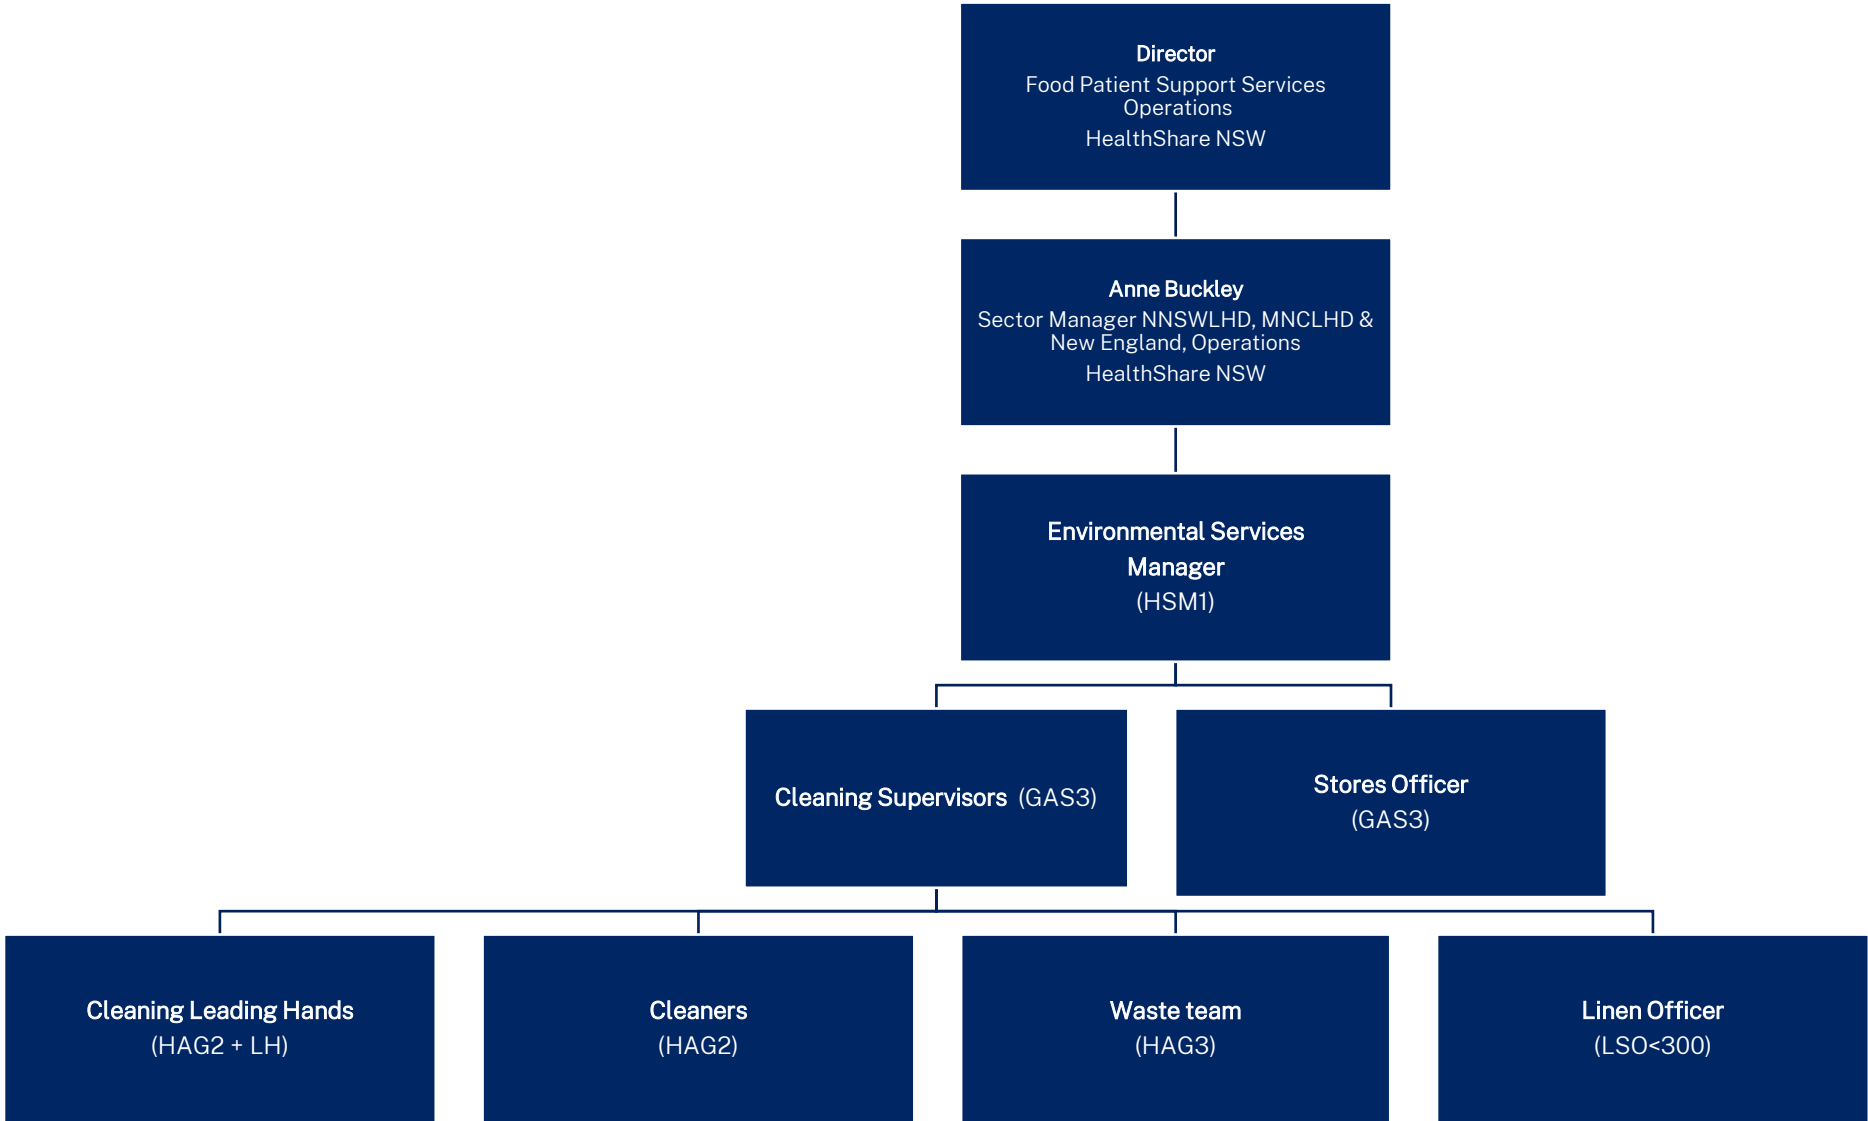 Director
Food Patient Support Services
Operations
HealthShare NSW
Anne Buckley
Sector Manager NNSWLHD, MNCLHD &
New England, Operations
HealthShare NSW
Environmental Services
Manager
(HSM1)
Cleaning Supervisors (GAS3)
Stores Officer
(GAS3)
Cleaning Leading Hands
(HAG2 + LH)
Cleaners
(HAG2)
Waste team
(HAG3)
Linen Officer
(LSO<300)